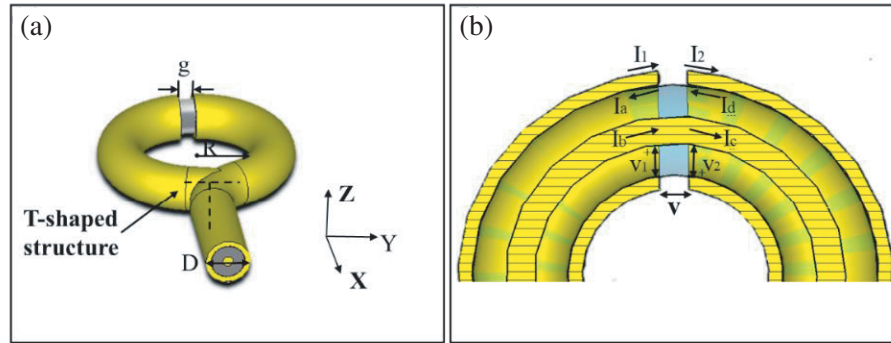 (a)
g
R
T-shaped
structure
D
Z
Y
X
(b)
I1 I2
Ia Id
Ib Ic
V1 V2
V